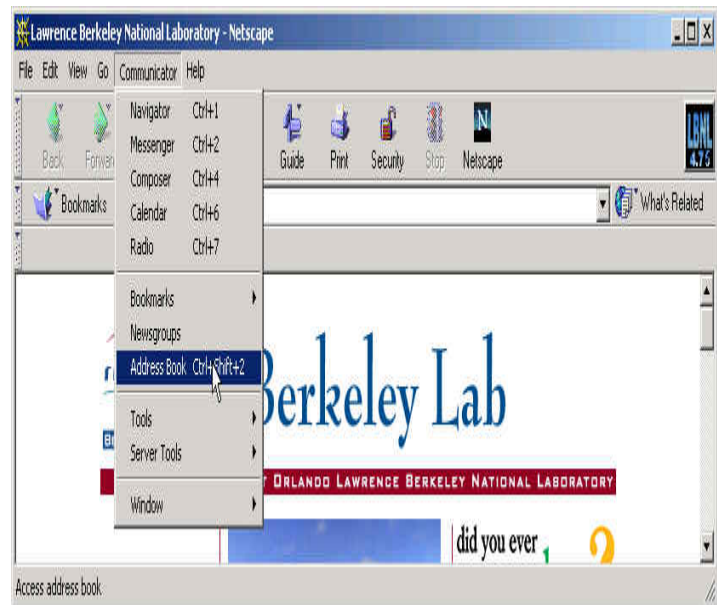 Lawrence Berkeley National Laboratory - Netscape
File Edit View Go Communicator Help
Navigator Ctrl+1
Messenger Ctrl+2
Composer Ctrl+4
Calendar Ctrl+6
Radio Ctrl+7
Bookmarks
Newsgroups
Address Book Ctrl+Shift+2
Tools
Server Tools
Window
Back Guide Print Security Stop Netscape
N
LBNL
4.75
Bookmarks What's Related
Berkeley Lab
ORLANDO LAWRENCE BERKELEY NATIONAL LABORATORY
did you ever
?
Access address book